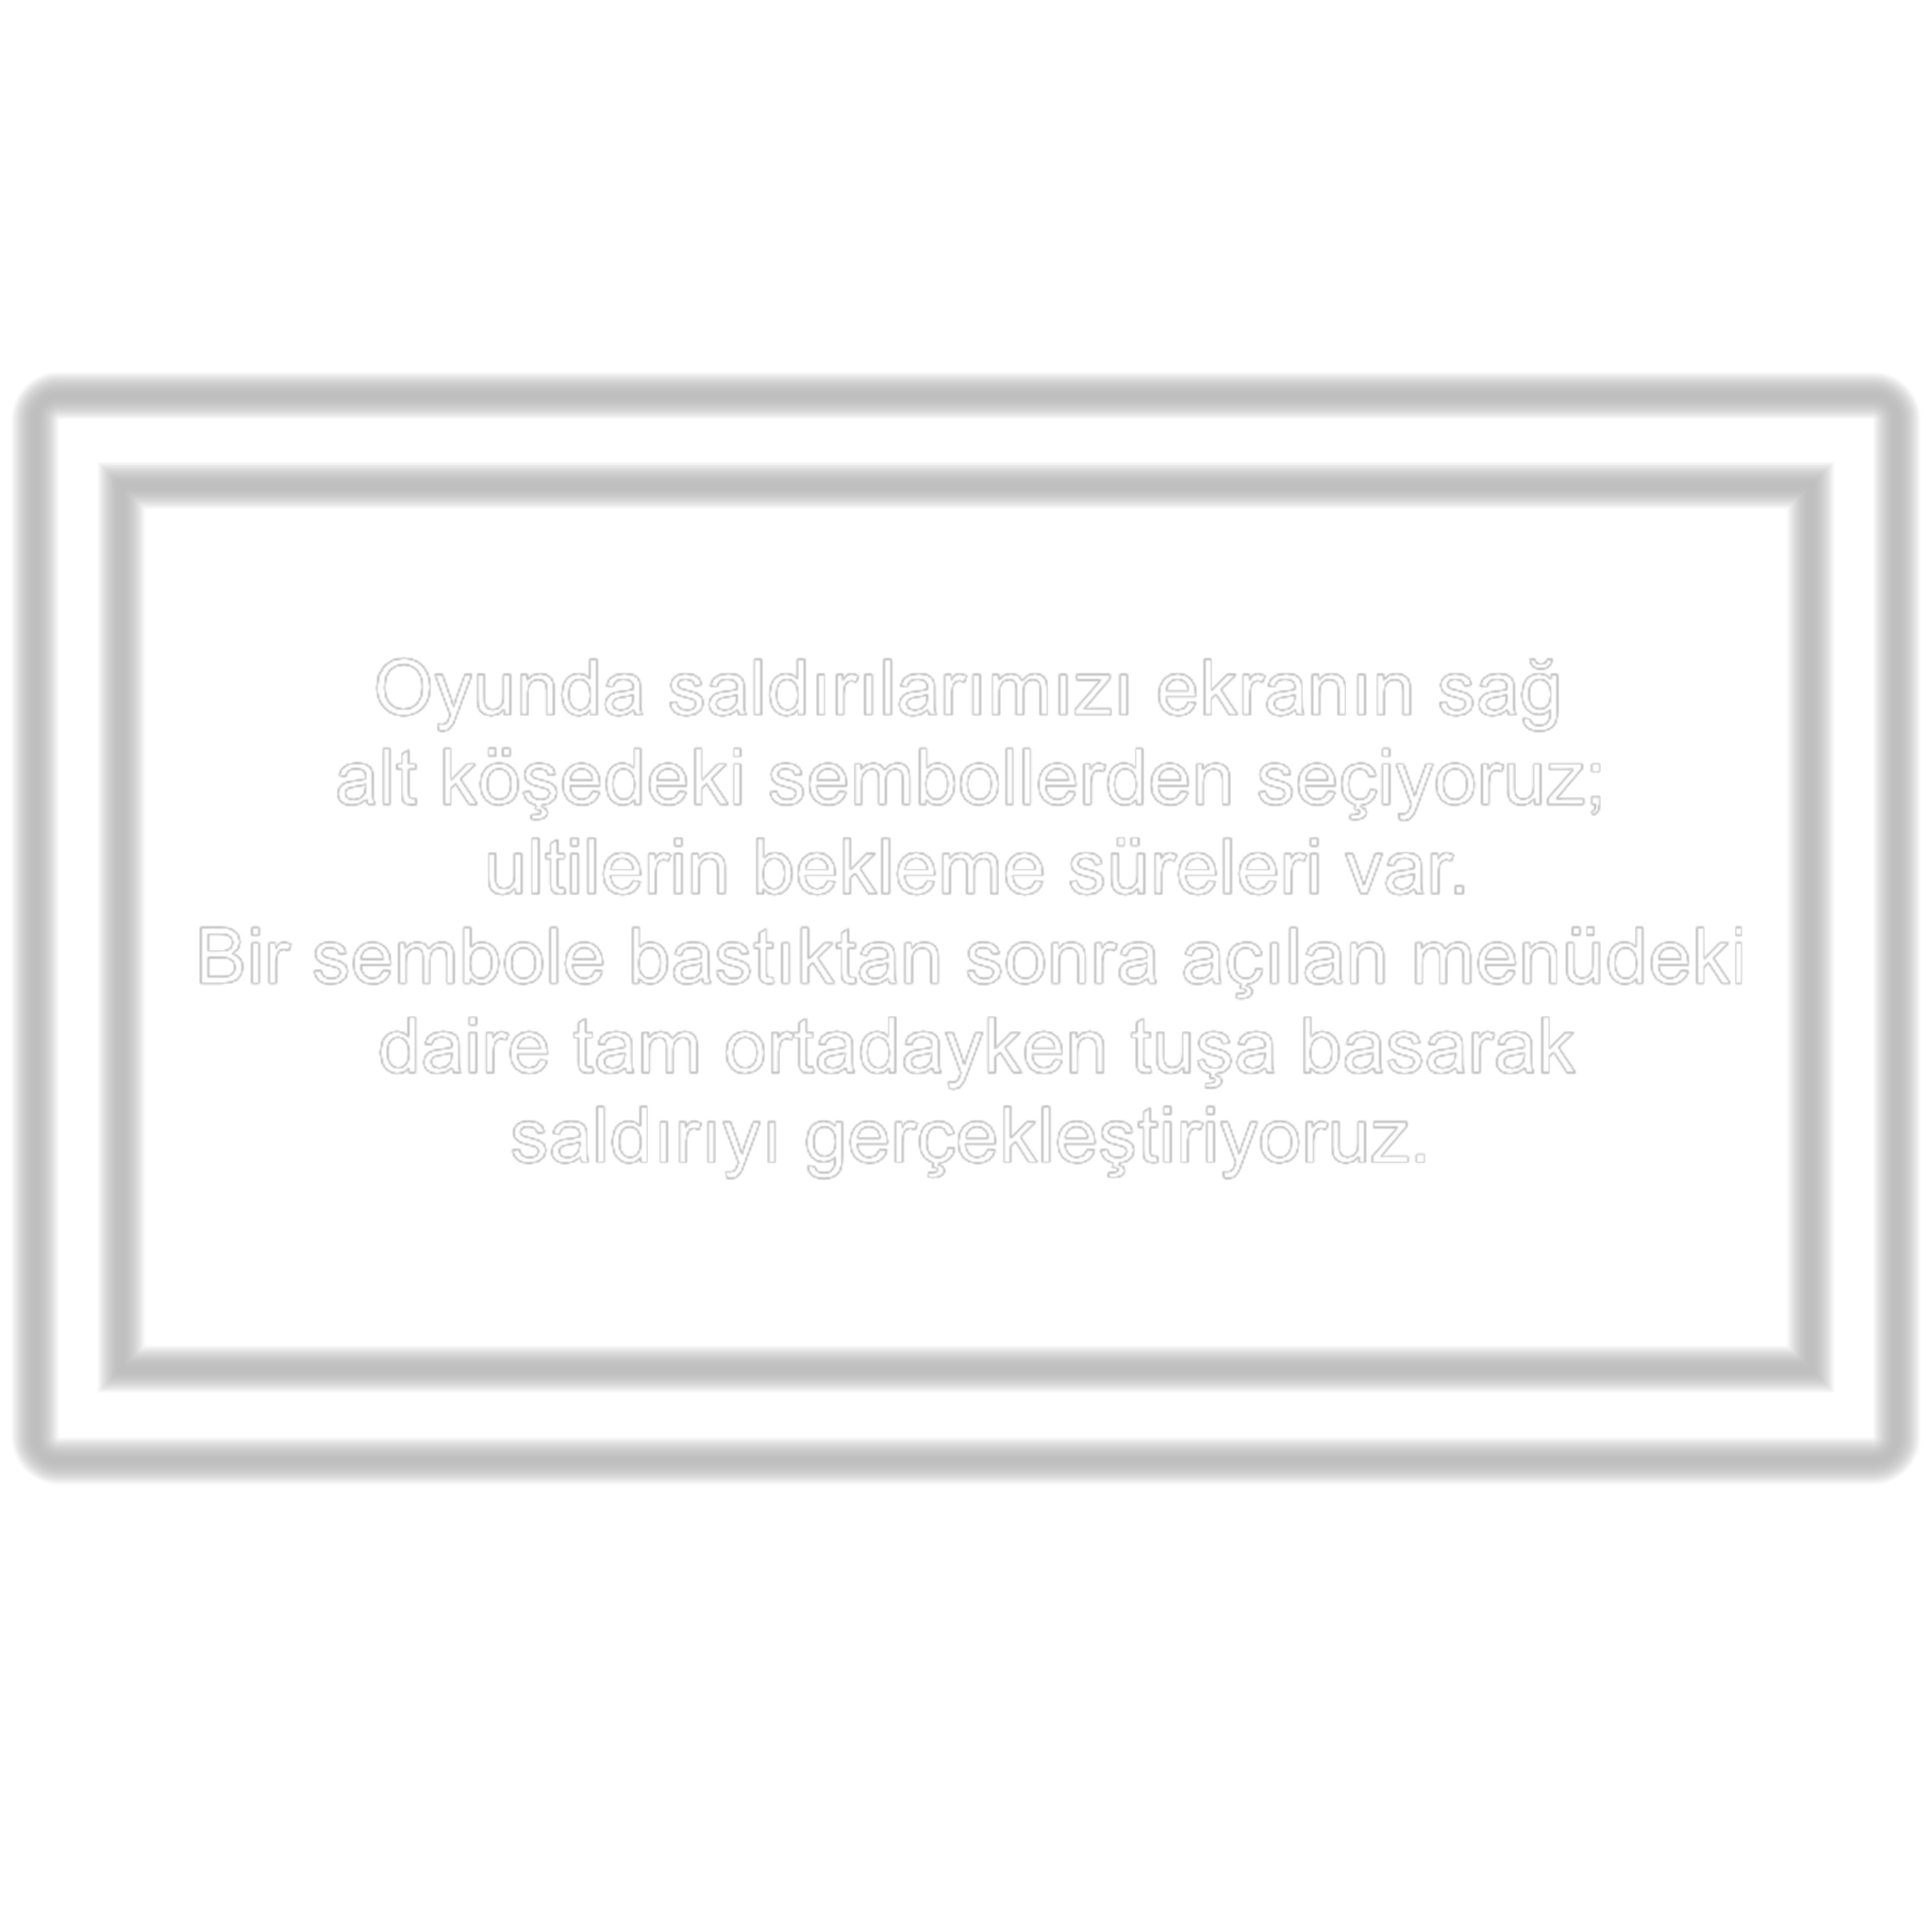 Oyunda saldırılarımızı ekranın sağ
alt köşedeki sembollerden seçiyoruz;
ultilerin bekleme süreleri var.
Bir sembole bastıktan sonra açılan menüdeki
daire tam ortadayken tuşa basarak
saldırıyı gerçekleştiriyoruz.